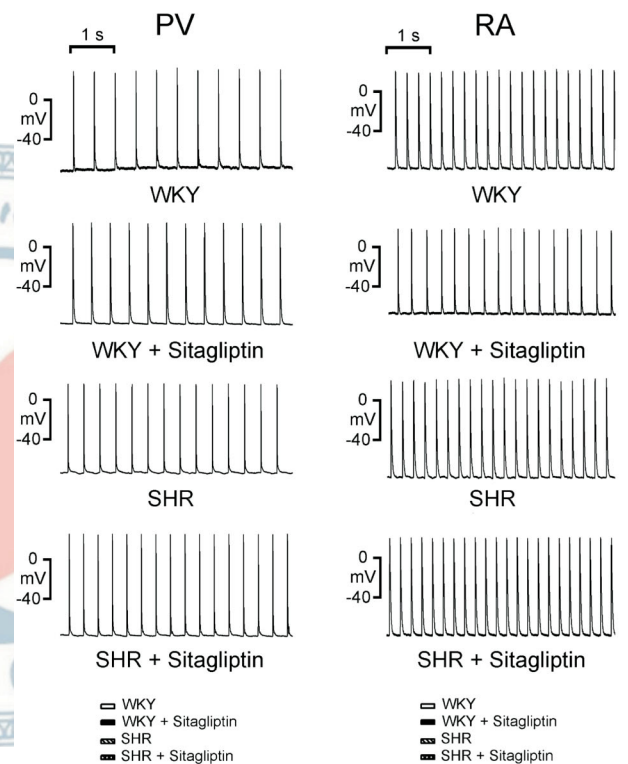 PV
1 s
0
mV
-40
WKY
0
mV
-40
WKY + Sitagliptin
0
mV
-40
SHR
0
mV
-40
SHR + Sitagliptin
WKY
WKY + Sitagliptin
SHR
SHR + Sitagliptin
RA
1 s
0
mV
-40
WKY
0
mV
-40
WKY + Sitagliptin
0
mV
-40
SHR
0
mV
-40
SHR + Sitagliptin
WKY
WKY + Sitagliptin
SHR
SHR + Sitagliptin